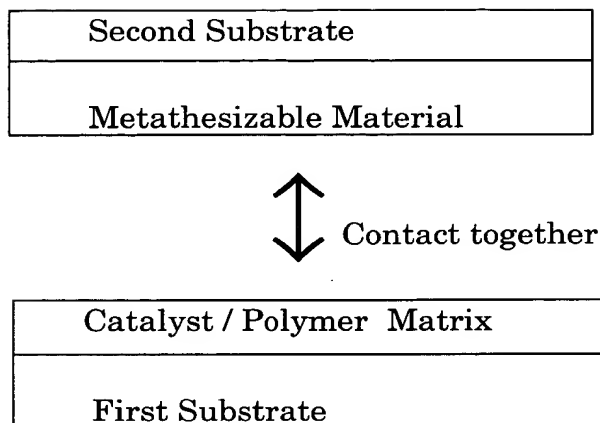 Second Substrate
Metathesizable Material
Contact together
Catalyst / Polymer Matrix
First Substrate